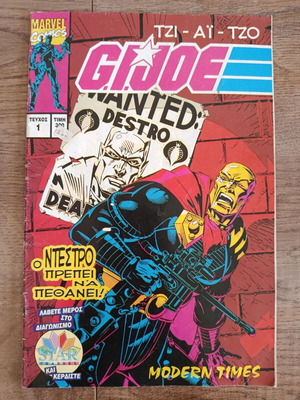 MARVEL
COMICS
ΤΖΙ - ΑΪ - ΤΖΟ
G.I.JOE
ΤΕΥΧΟΣ
1
ΤΙΜΗ
WANTED:
DESTRO
DEA
Ο ΝΤΕΣΤΡΟ
ΠΡΕΠΕΙ
ΝΑ
ΠΕΘΑΝΕΙ!
ΛΑΒΕΤΕ ΜΕΡΟΣ
ΣΤΟ
ΔΙΑΓΩΝΙΣΜΟ
STAR
ΚΑΙ
ΚΕΡΔΙΣΤΕ
MODERN TIMES